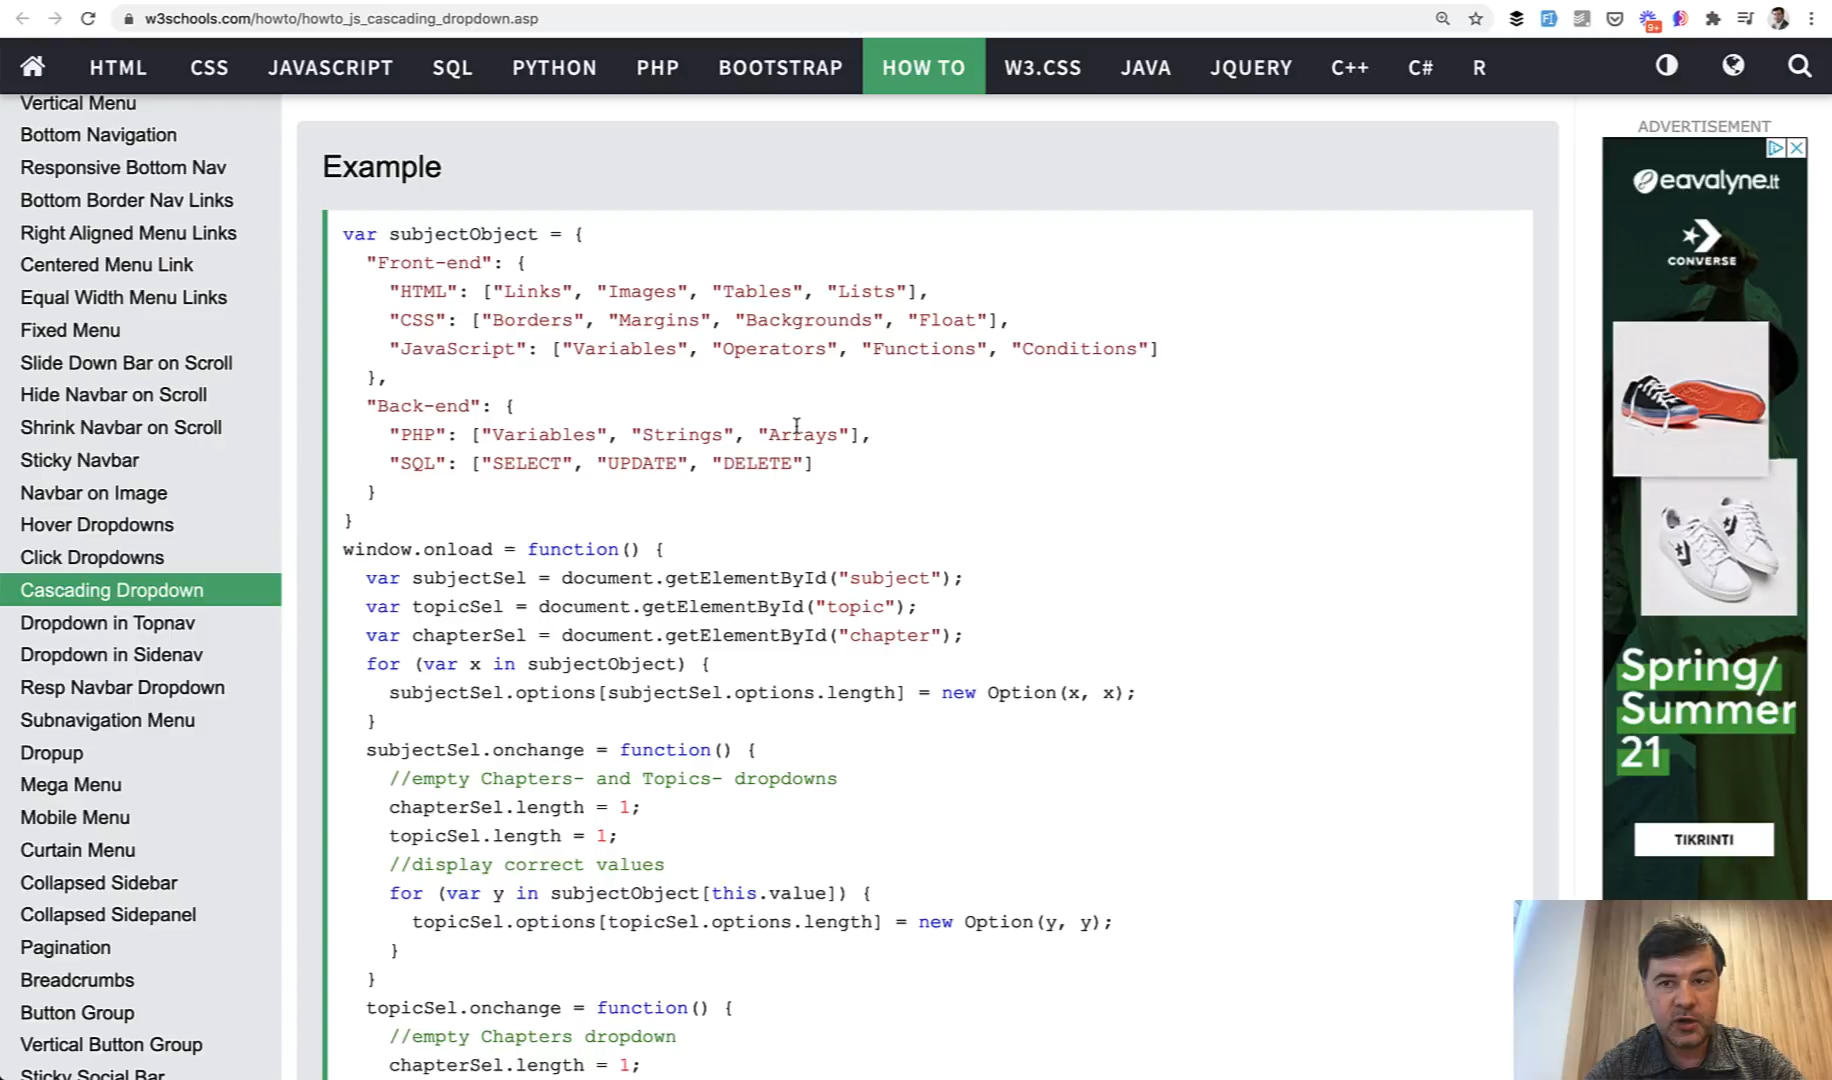 w3schools.com/howto/howto_js_cascading_dropdown.asp
9+
HTML CSS JAVASCRIPT SQL PYTHON PHP BOOTSTRAP HOW TO W3.CSS JAVA JQUERY C++ C# R
Vertical Menu
Bottom Navigation
Responsive Bottom Nav
Bottom Border Nav Links
Right Aligned Menu Links
Centered Menu Link
Equal Width Menu Links
Fixed Menu
Slide Down Bar on Scroll
Hide Navbar on Scroll
Shrink Navbar on Scroll
Sticky Navbar
Navbar on Image
Hover Dropdowns
Click Dropdowns
Cascading Dropdown
Dropdown in Topnav
Dropdown in Sidenav
Resp Navbar Dropdown
Subnavigation Menu
Dropup
Mega Menu
Mobile Menu
Curtain Menu
Collapsed Sidebar
Collapsed Sidepanel
Pagination
Breadcrumbs
Button Group
Vertical Button Group
Sticky Social Bar
Example
var subjectObject = {
"Front-end": {
"HTML": ["Links", "Images", "Tables", "Lists"],
"CSS": ["Borders", "Margins", "Backgrounds", "Float"],
"JavaScript": ["Variables", "Operators", "Functions", "Conditions"]
},
"Back-end": {
"PHP": ["Variables", "Strings", "Arrays"],
"SQL": ["SELECT", "UPDATE", "DELETE"]
}
}
window.onload = function() {
var subjectSel = document.getElementById("subject");
var topicSel = document.getElementById("topic");
var chapterSel = document.getElementById("chapter");
for (var x in subjectObject) {
subjectSel.options[subjectSel.options.length] = new Option(x, x);
}
subjectSel.onchange = function() {
//empty Chapters- and Topics- dropdowns
chapterSel.length = 1;
topicSel.length = 1;
//display correct values
for (var y in subjectObject[this.value]) {
topicSel.options[topicSel.options.length] = new Option(y, y);
}
}
topicSel.onchange = function() {
//empty Chapters dropdown
chapterSel.length = 1;
ADVERTISEMENT
eavalyne.lt
CONVERSE
Spring/
Summer
21
TIKRINTI